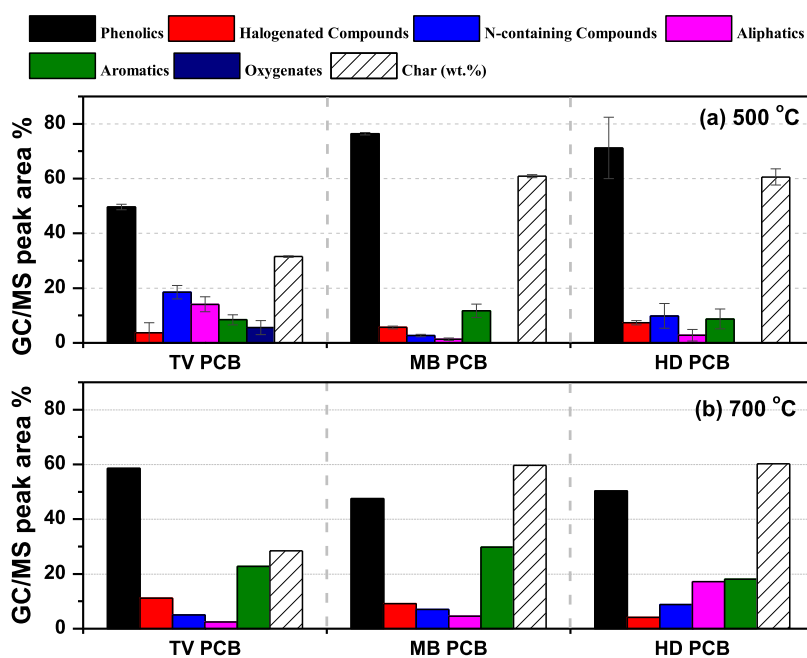 Phenolics Halogenated Compounds N-containing Compounds Aliphatics
Aromatics Oxygenates Char (wt.%)
(a) 500 °C
GC/MS peak area %
80
60
40
20
0
TV PCB MB PCB HD PCB
(b) 700 °C
GC/MS peak area %
80
60
40
20
0
TV PCB MB PCB HD PCB